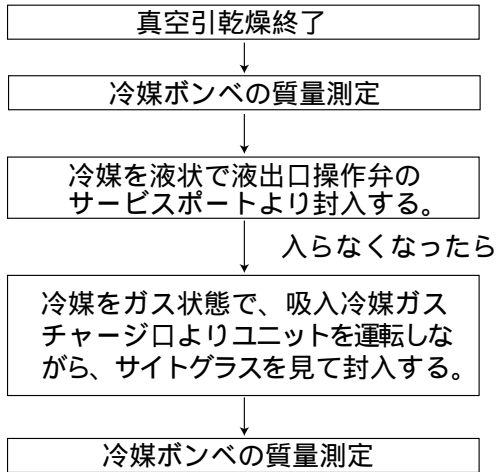 真空引乾燥終了
冷媒ボンベの質量測定
冷媒を液状で液出口操作弁の
サービスポートより封入する。
入らなくなったら
冷媒をガス状態で、吸入冷媒ガス
チャージ口よりユニットを運転しな
がら、サイトグラスを見て封入する。
冷媒ボンベの質量測定